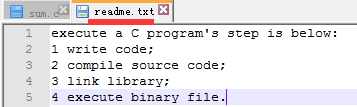 sum.c readme.txt
1 execute a C program's step is below:
2 1 write code;
3 2 compile source code;
4 3 link library;
5 4 execute binary file.